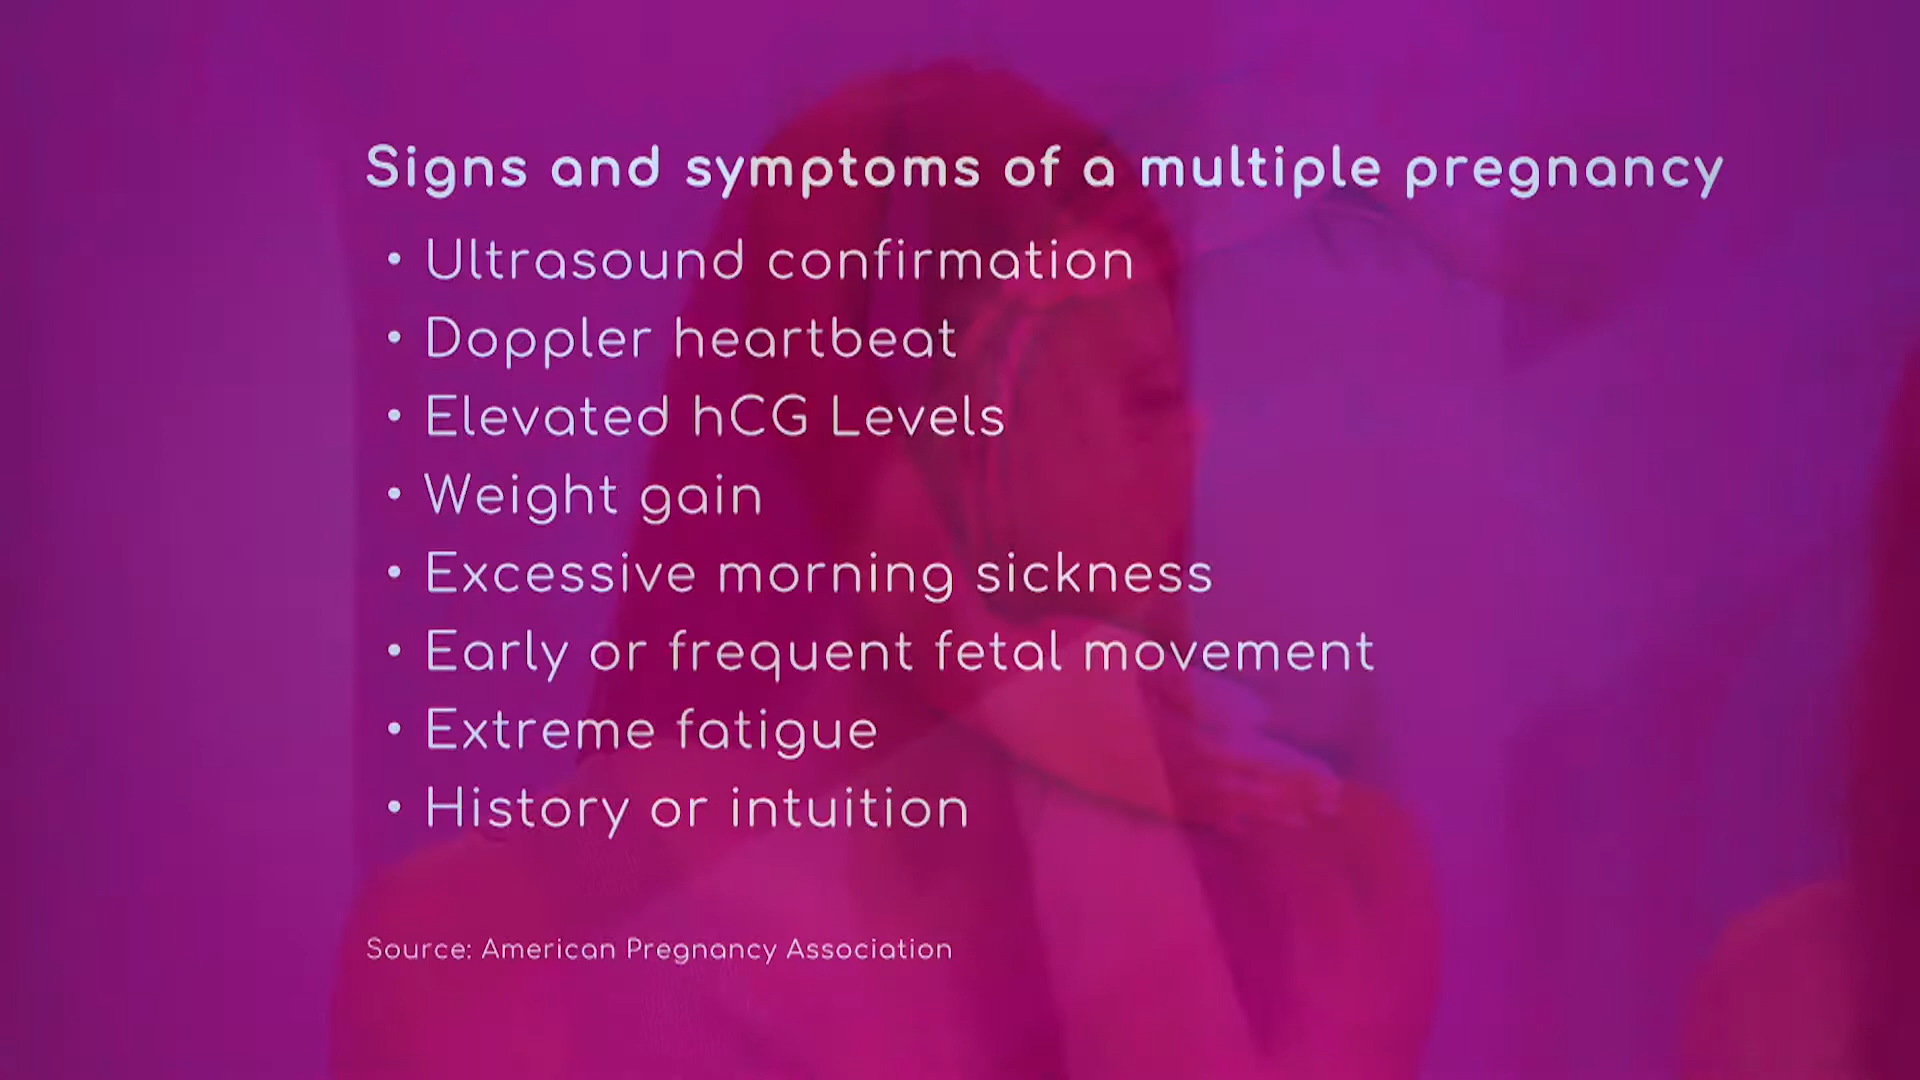 Signs and symptoms of a multiple pregnancy
• Ultrasound confirmation
• Doppler heartbeat
• Elevated hCG Levels
• Weight gain
• Excessive morning sickness
• Early or frequent fetal movement
• Extreme fatigue
• History or intuition
Source: American Pregnancy Association